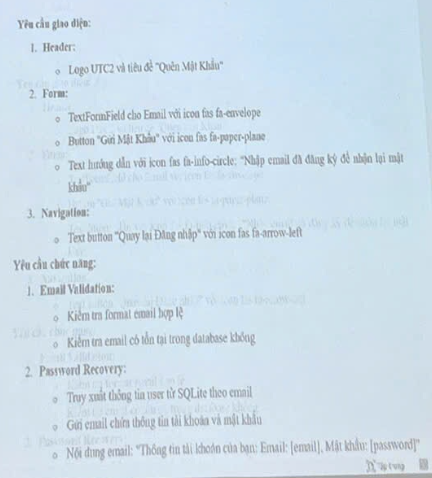 Yêu cầu giao diện:
1. Header:
o Logo UTC2 và tiêu đề "Quên Mật Khẩu"
2. Form:
o TextFormField cho Email với icon fas fa-envelope
o Button "Gửi Mật Khẩu" với icon fas fa-paper-plane
o Text hướng dẫn với icon fas fa-info-circle: "Nhập email đã đăng ký để nhận lại mật
khẩu"
3. Navigation:
o Text button "Quay lại Đăng nhập" với icon fas fa-arrow-left
Yêu cầu chức năng:
1. Email Validation:
o Kiểm tra format email hợp lệ
o Kiểm tra email có tồn tại trong database không
2. Password Recovery:
o Truy xuất thông tin user từ SQLite theo email
o Gửi email chứa thông tin tài khoản và mật khẩu
o Nội dung email: "Thông tin tài khoản của bạn: Email: [email], Mật khẩu: [password]"